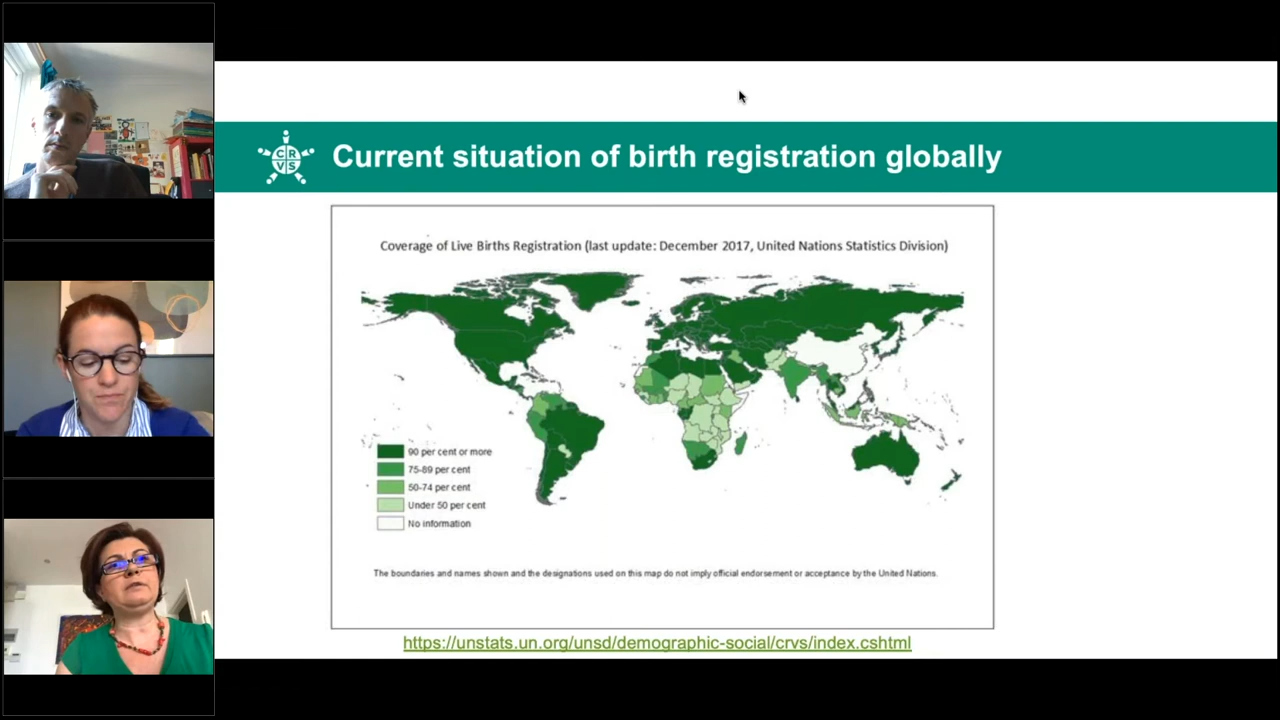 CR
VS
Current situation of birth registration globally
Coverage of Live Births Registration (last update: December 2017, United Nations Statistics Division)
90 per cent or more
75-89 per cent
50-74 per cent
Under 50 per cent
No information
The boundaries and names shown and the designations used on this map do not imply official endorsement or acceptance by the United Nations.
https://unstats.un.org/unsd/demographic-social/crvs/index.cshtml